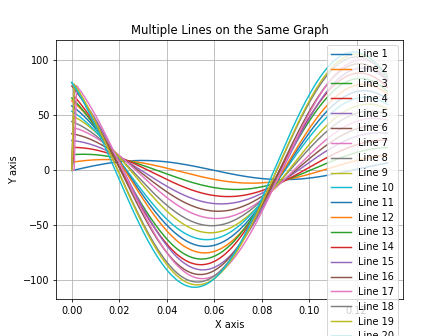 Multiple Lines on the Same Graph
Y axis
100
50
0
−50
−100
0.00
0.02
0.04
0.06
0.08
0.10
X axis
Line 1
Line 2
Line 3
Line 4
Line 5
Line 6
Line 7
Line 8
Line 9
Line 10
Line 11
Line 12
Line 13
Line 14
Line 15
Line 16
Line 17
Line 18
Line 19
Line 20